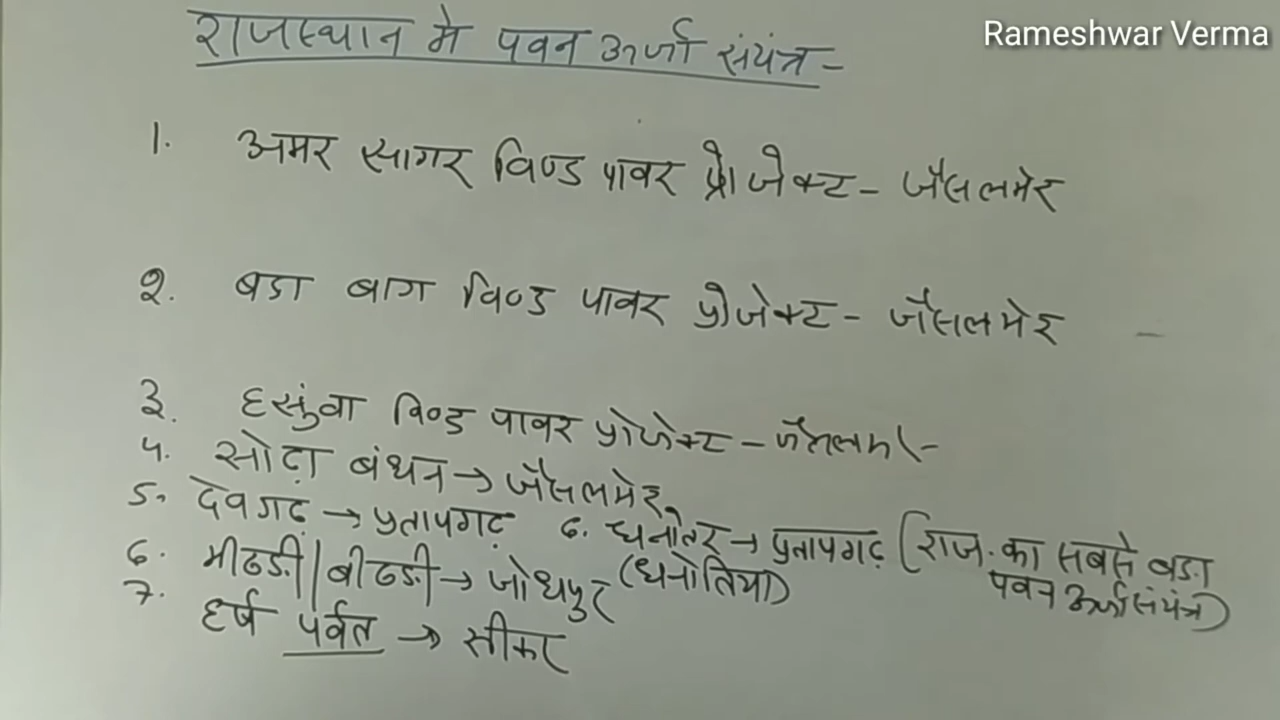 Rameshwar Verma
राजस्थान मे पवन ऊर्जा संयंत्र -
1. अमर सागर विण्ड पावर प्रोजेक्ट - जैसलमेर
2. बडा बाग विण्ड पावर प्रोजेक्ट - जैसलमेर
3. हसुंवा विण्ड पावर प्रोजेक्ट - जैसलमेर
4. सोढ़ा बंधन → जैसलमेर
5. देवगढ़ → प्रतापगढ़ 6. धनोतर → प्रतापगढ़ (राज. का सबसे बडा
(धनोतिया) पवन ऊर्जा संयंत्र)
6. मीढडी / बीढडी → जोधपुर
7. हर्ष पर्वत → सीकर